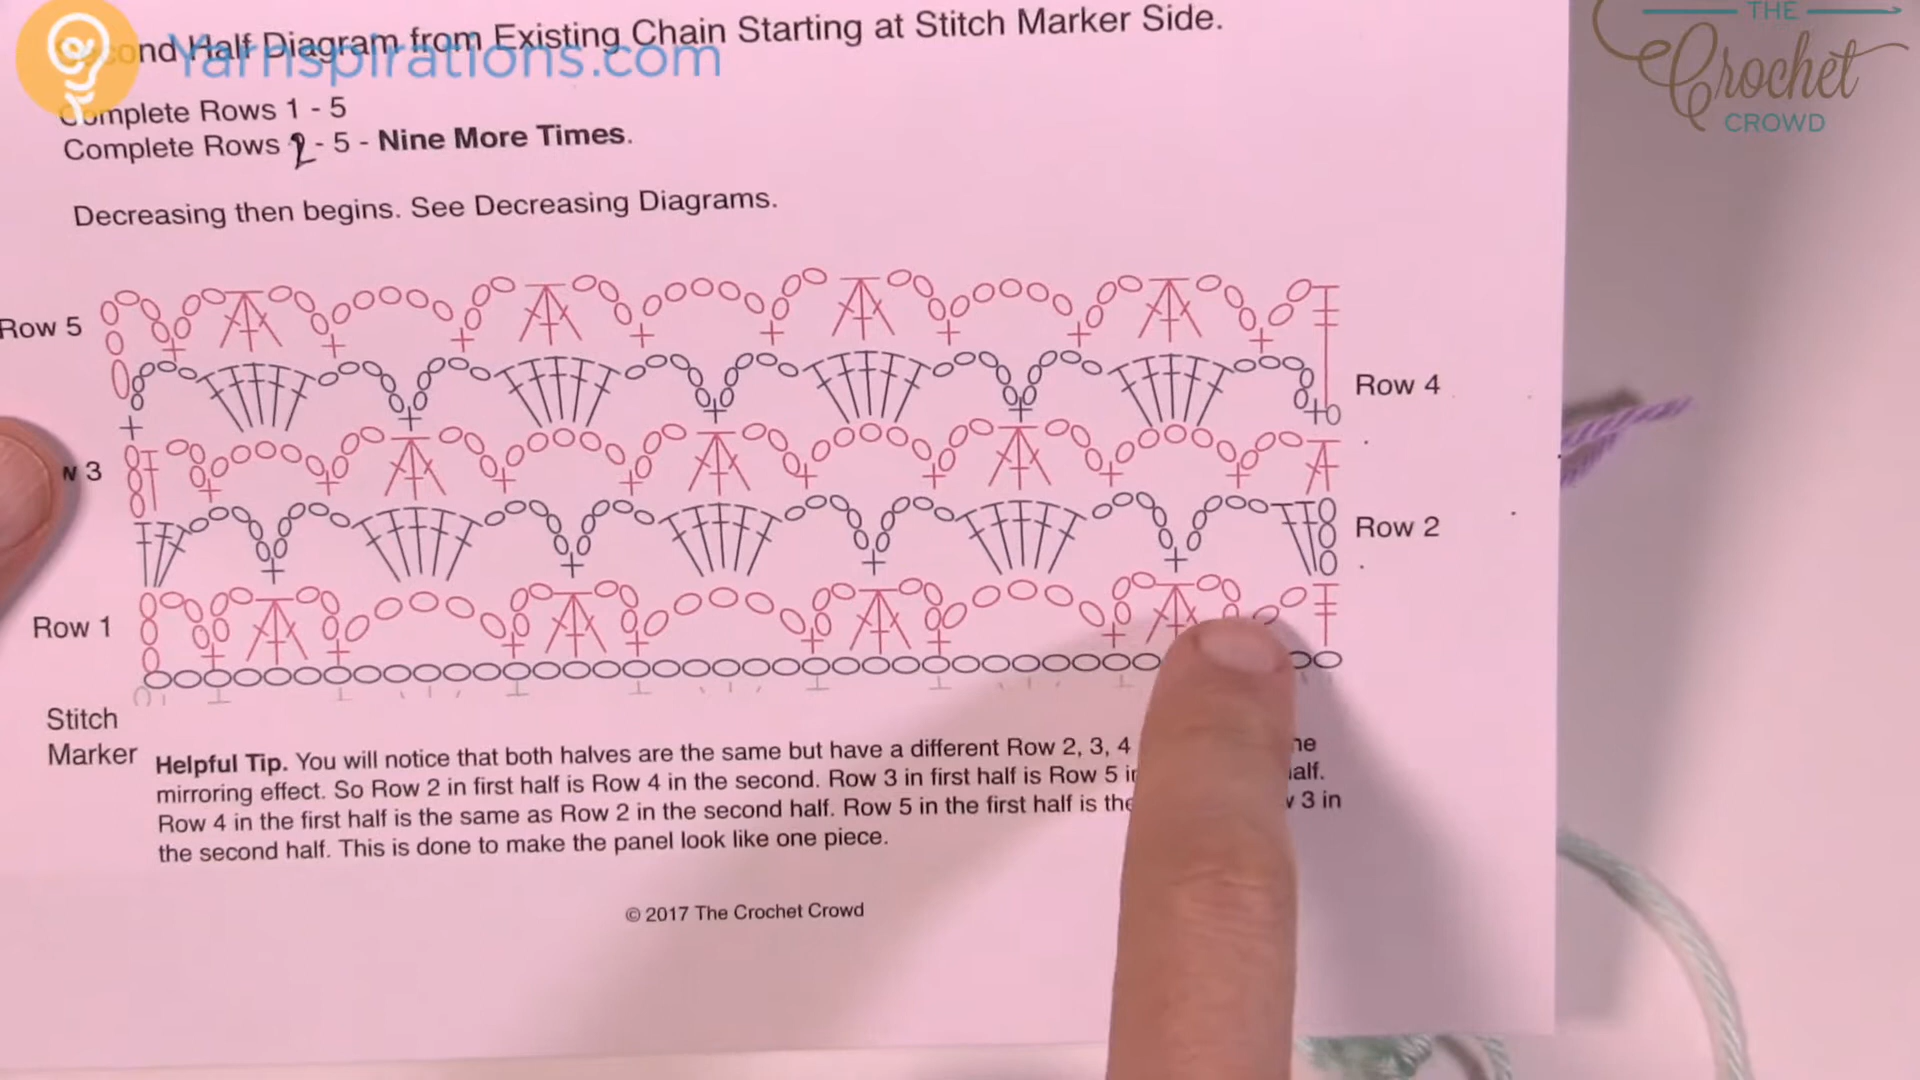 ond Half Diagram from Existing Chain Starting at Stitch Marker Side.
Yarnspirations.com
THE
Crochet
CROWD
Complete Rows 1 - 5
Complete Rows 2 - 5 - Nine More Times.
Decreasing then begins. See Decreasing Diagrams.
Row 5
Row 4
3
Row 2
Row 1
Stitch
Marker
Helpful Tip. You will notice that both halves are the same but have a different Row 2, 3, 4
mirroring effect. So Row 2 in first half is Row 4 in the second. Row 3 in first half is Row 5 alf.
Row 4 in the first half is the same as Row 2 in the second half. Row 5 in the first half is the 3 in
the second half. This is done to make the panel look like one piece.
© 2017 The Crochet Crowd